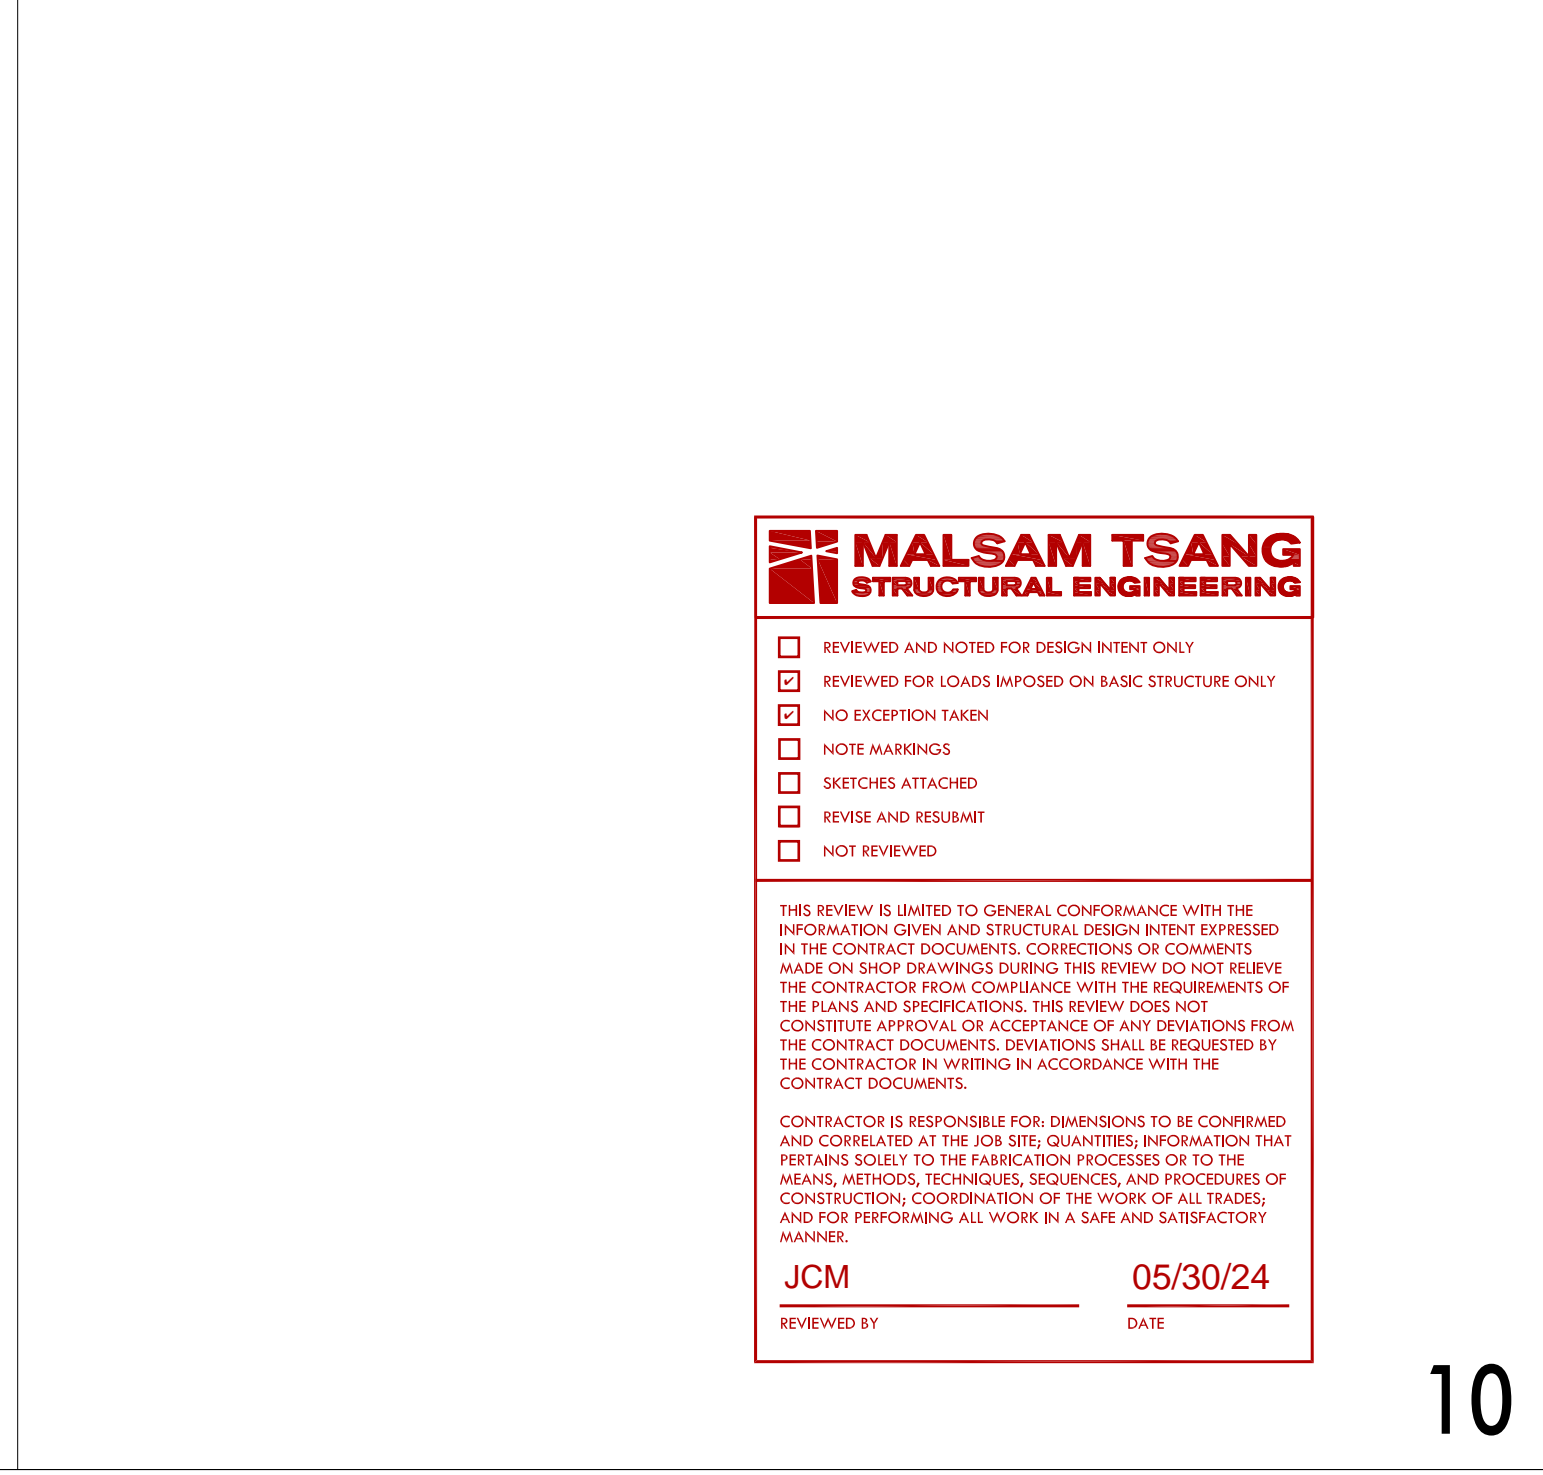 MALSAM TSANG
STRUCTURAL ENGINEERING
REVIEWED AND NOTED FOR DESIGN INTENT ONLY
✓ REVIEWED FOR LOADS IMPOSED ON BASIC STRUCTURE ONLY
✓ NO EXCEPTION TAKEN
NOTE MARKINGS
SKETCHES ATTACHED
REVISE AND RESUBMIT
NOT REVIEWED
THIS REVIEW IS LIMITED TO GENERAL CONFORMANCE WITH THE
INFORMATION GIVEN AND STRUCTURAL DESIGN INTENT EXPRESSED
IN THE CONTRACT DOCUMENTS. CORRECTIONS OR COMMENTS
MADE ON SHOP DRAWINGS DURING THIS REVIEW DO NOT RELIEVE
THE CONTRACTOR FROM COMPLIANCE WITH THE REQUIREMENTS OF
THE PLANS AND SPECIFICATIONS. THIS REVIEW DOES NOT
CONSTITUTE APPROVAL OR ACCEPTANCE OF ANY DEVIATIONS FROM
THE CONTRACT DOCUMENTS. DEVIATIONS SHALL BE REQUESTED BY
THE CONTRACTOR IN WRITING IN ACCORDANCE WITH THE
CONTRACT DOCUMENTS.
CONTRACTOR IS RESPONSIBLE FOR: DIMENSIONS TO BE CONFIRMED
AND CORRELATED AT THE JOB SITE; QUANTITIES; INFORMATION THAT
PERTAINS SOLELY TO THE FABRICATION PROCESSES OR TO THE
MEANS, METHODS, TECHNIQUES, SEQUENCES, AND PROCEDURES OF
CONSTRUCTION; COORDINATION OF THE WORK OF ALL TRADES;
AND FOR PERFORMING ALL WORK IN A SAFE AND SATISFACTORY
MANNER.
JCM 05/30/24
REVIEWED BY DATE
10